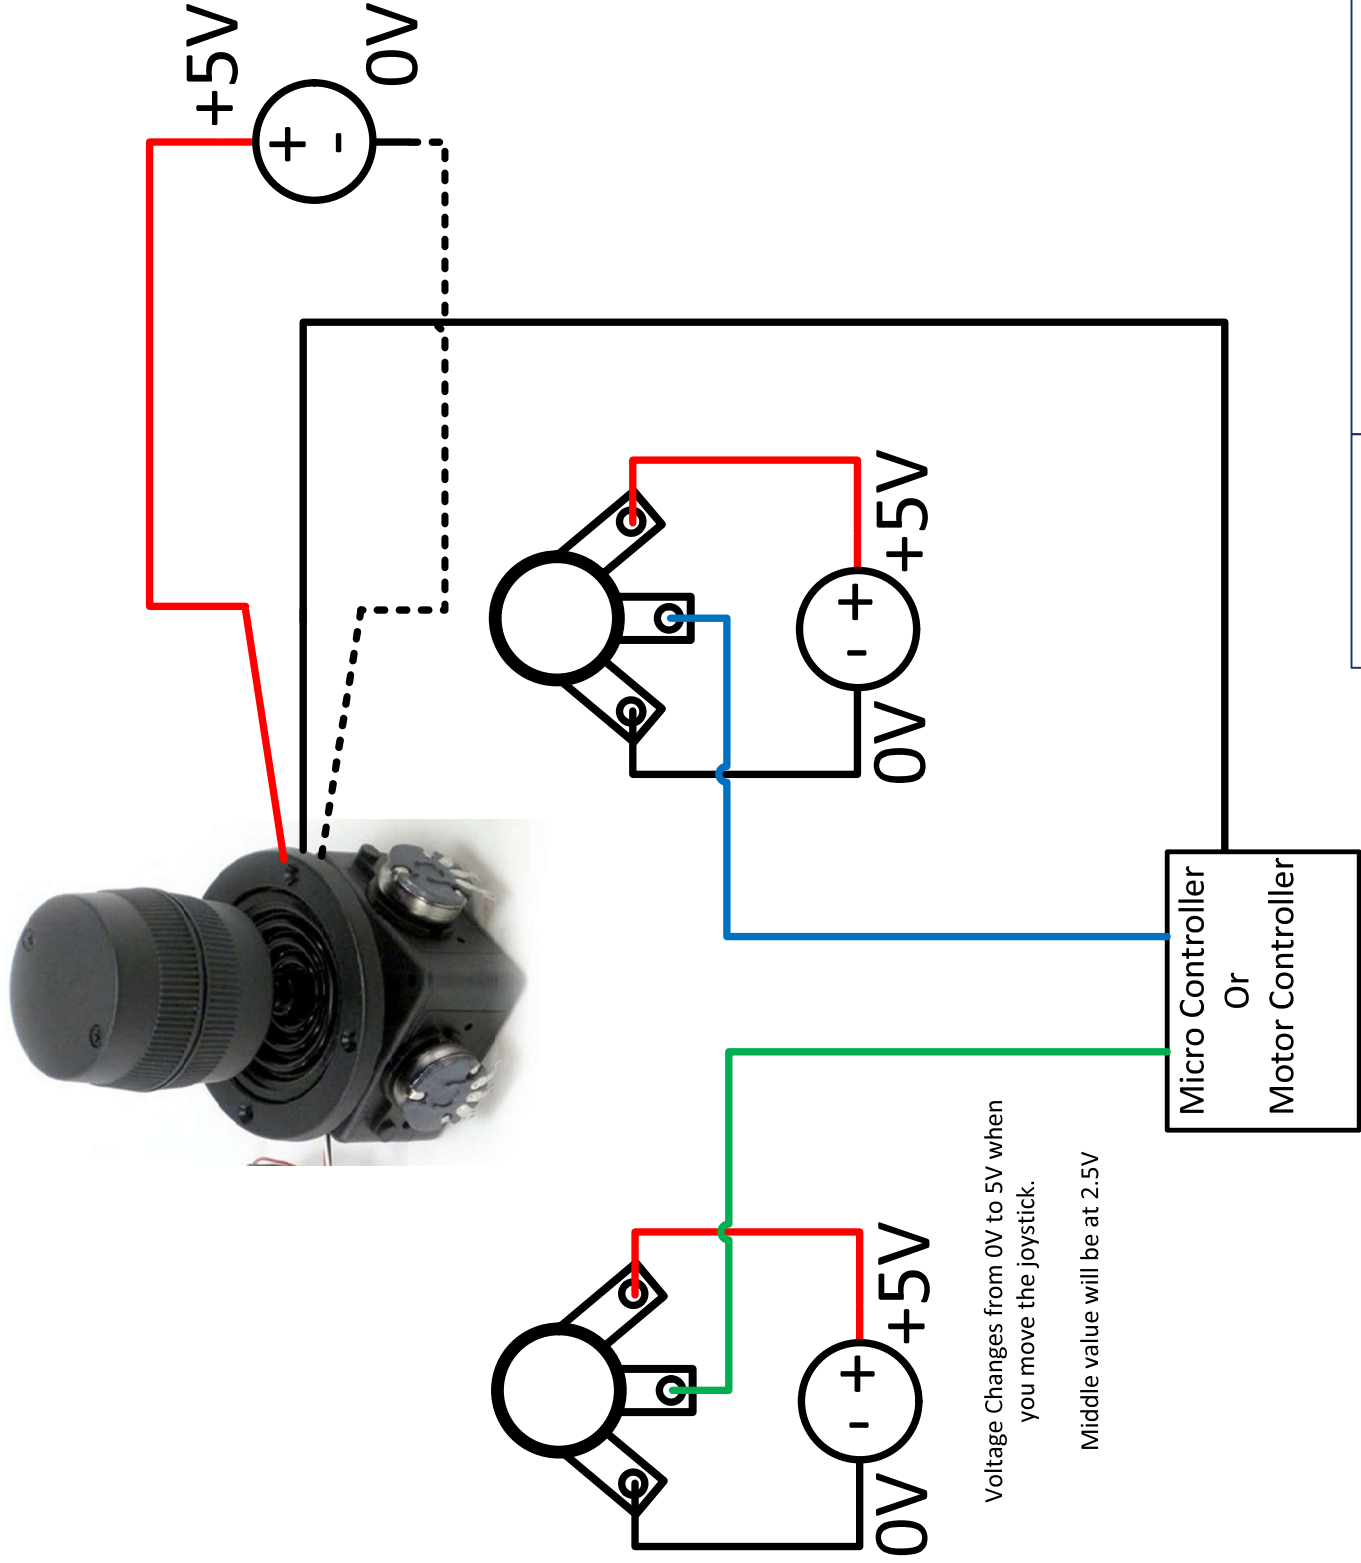 +5V
0V
+
-
+5V
0V
+
-
+5V
0V
+
-
Voltage Changes from 0V to 5V when
you move the joystick.
Middle value will be at 2.5V
Micro Controller
Or
Motor Controller